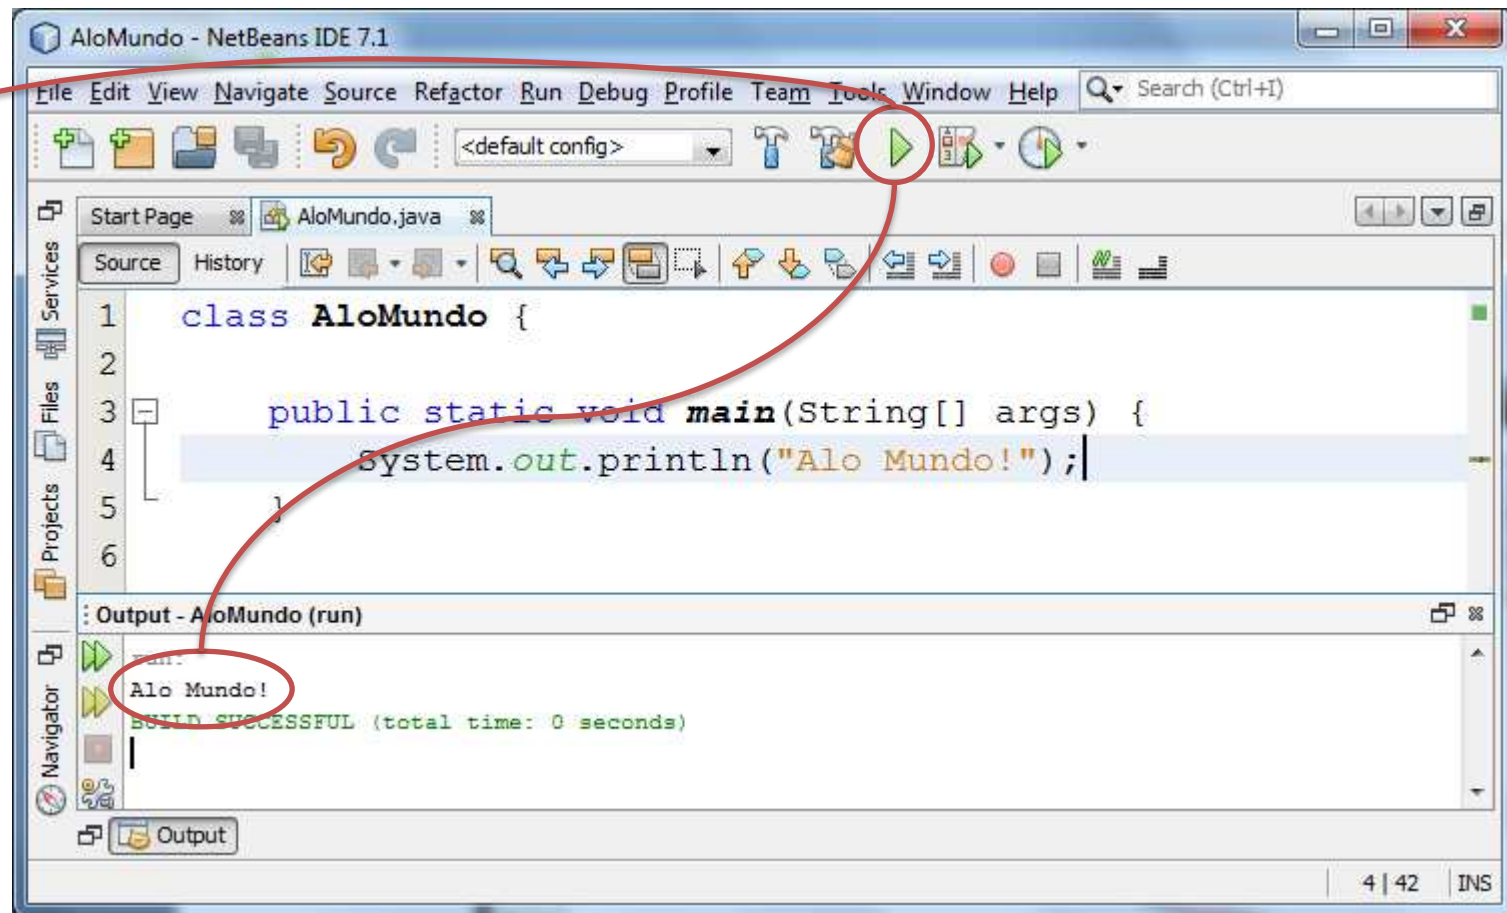 AloMundo - NetBeans IDE 7.1
File Edit View Navigate Source Refactor Run Debug Profile Team Tools Window Help Search (Ctrl+I)
<default config>
Start Page AloMundo.java
Source History
Services
Files
Projects
1 class AloMundo {
2
3 public static void main(String[] args) {
4 System.out.println("Alo Mundo!");
5 }
6
Output - AloMundo (run)
Navigator
run:
Alo Mundo!
BUILD SUCCESSFUL (total time: 0 seconds)
Output
4 | 42 INS